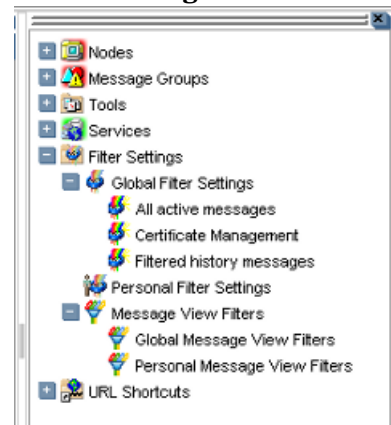 Nodes
Message Groups
Tools
Services
Filter Settings
Global Filter Settings
All active messages
Certificate Management
Filtered history messages
Personal Filter Settings
Message View Filters
Global Message View Filters
Personal Message View Filters
URL Shortcuts